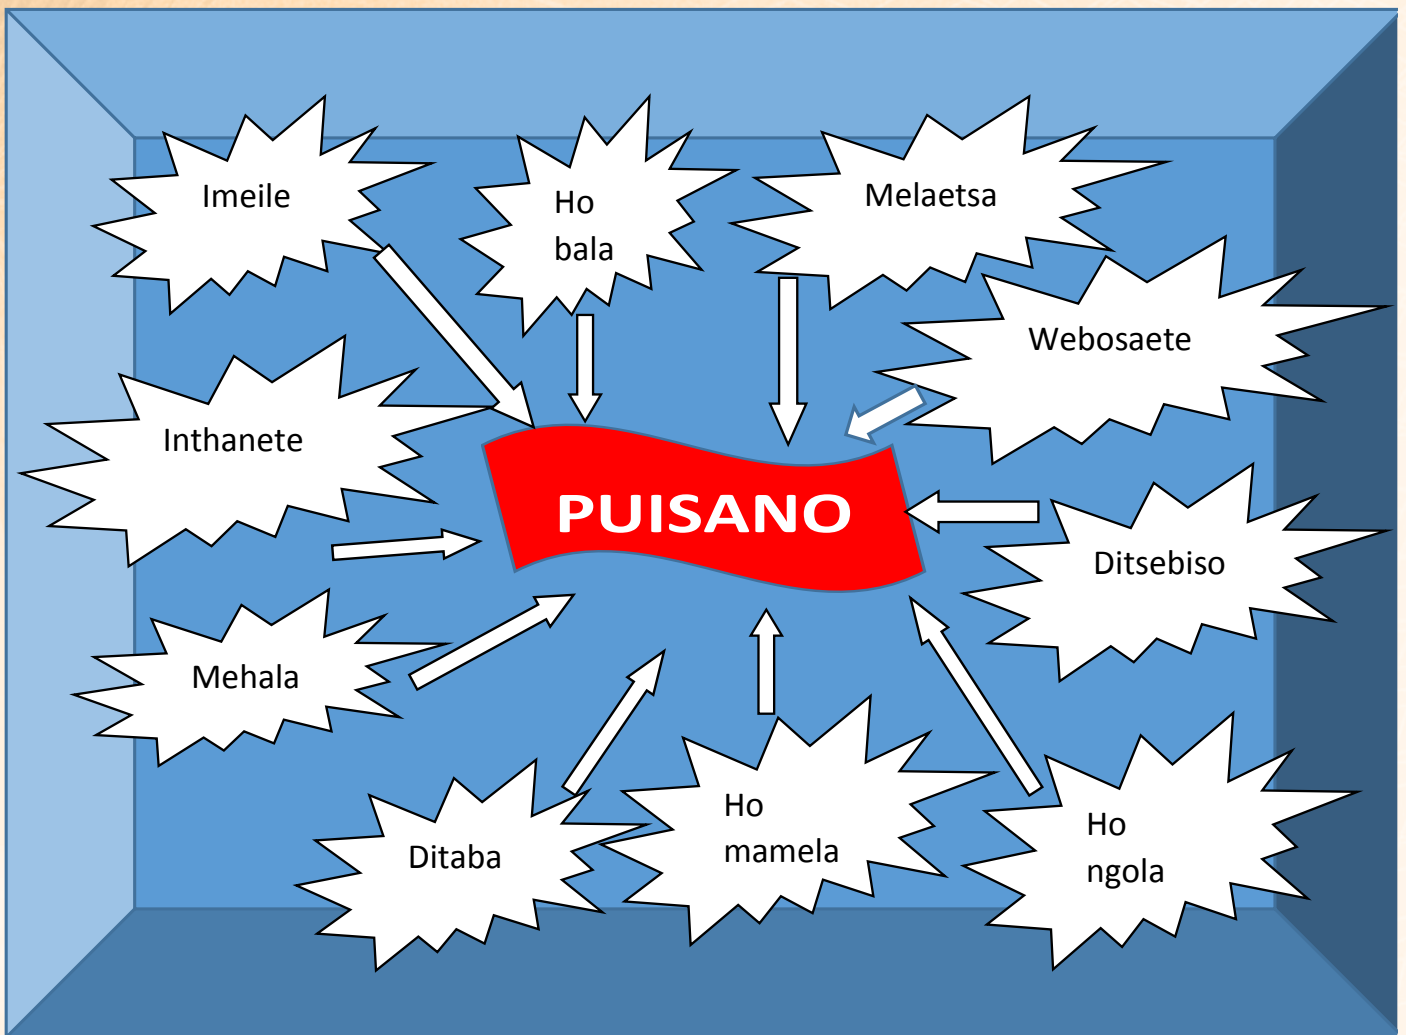 Imeile
Ho
bala
Melaetsa
Webosaete
Inthanete
PUISANO
Ditsebiso
Mehala
Ditaba
Ho
mamela
Ho
ngola